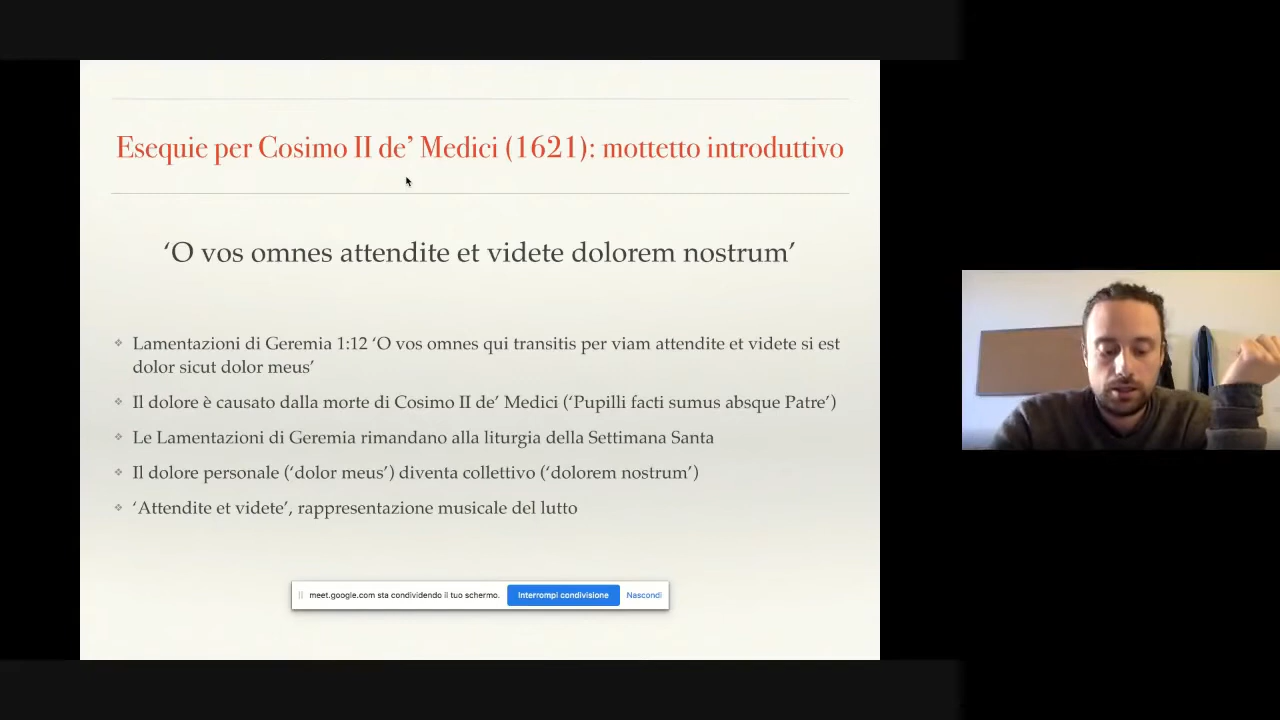 Esequie per Cosimo II de’ Medici (1621): mottetto introduttivo
‘O vos omnes attendite et videte dolorem nostrum’
Lamentazioni di Geremia 1:12 ‘O vos omnes qui transitis per viam attendite et videte si est
dolor sicut dolor meus’
Il dolore è causato dalla morte di Cosimo II de’ Medici (‘Pupilli facti sumus absque Patre’)
Le Lamentazioni di Geremia rimandano alla liturgia della Settimana Santa
Il dolore personale (‘dolor meus’) diventa collettivo (‘dolorem nostrum’)
‘Attendite et videte’, rappresentazione musicale del lutto
meet.google.com sta condividendo il tuo schermo. Interrompi condivisione Nascondi